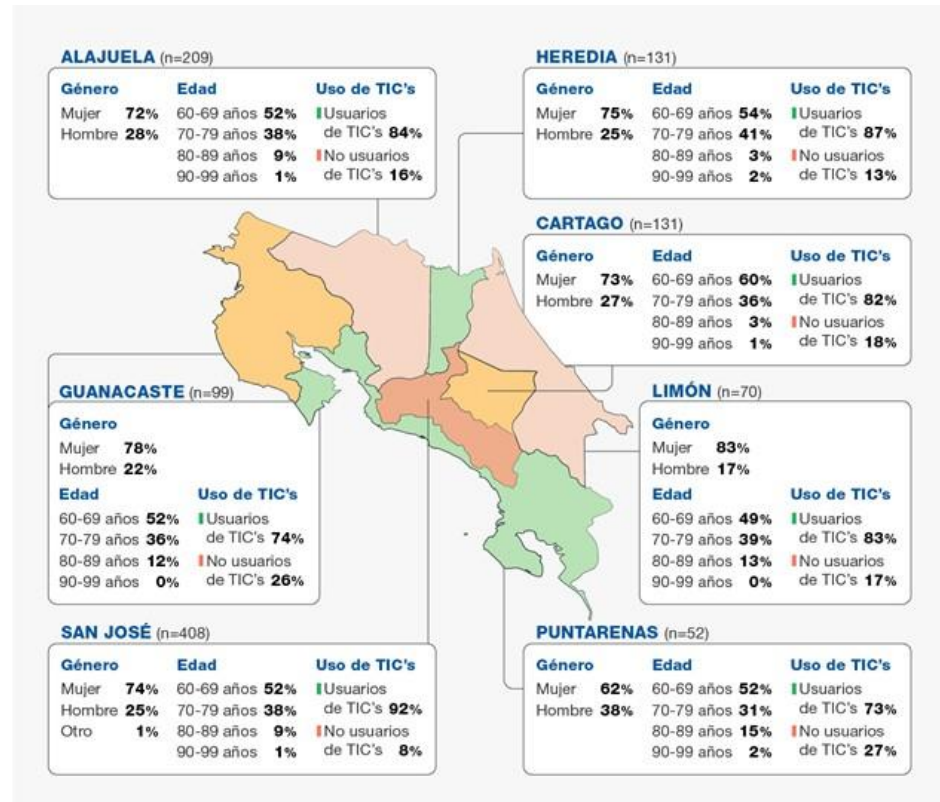 ALAJUELA (n=209)
Género Edad Uso de TIC's
Mujer 72% 60-69 años 52% Usuarios
Hombre 28% 70-79 años 38% de TIC's 84%
80-89 años 9% No usuarios
90-99 años 1% de TIC's 16%
HEREDIA (n=131)
Género Edad Uso de TIC's
Mujer 75% 60-69 años 54% Usuarios
Hombre 25% 70-79 años 41% de TIC's 87%
80-89 años 3% No usuarios
90-99 años 2% de TIC's 13%
CARTAGO (n=131)
Género Edad Uso de TIC's
Mujer 73% 60-69 años 60% Usuarios
Hombre 27% 70-79 años 36% de TIC's 82%
80-89 años 3% No usuarios
90-99 años 1% de TIC's 18%
GUANACASTE (n=99)
Género
Mujer 78%
Hombre 22%
Edad Uso de TIC's
60-69 años 52% Usuarios
70-79 años 36% de TIC's 74%
80-89 años 12% No usuarios
90-99 años 0% de TIC's 26%
LIMÓN (n=70)
Género
Mujer 83%
Hombre 17%
Edad Uso de TIC's
60-69 años 49% Usuarios
70-79 años 39% de TIC's 83%
80-89 años 13% No usuarios
90-99 años 0% de TIC's 17%
SAN JOSÉ (n=408)
Género Edad Uso de TIC's
Mujer 74% 60-69 años 52% Usuarios
Hombre 25% 70-79 años 38% de TIC's 92%
Otro 1% 80-89 años 9% No usuarios
90-99 años 1% de TIC's 8%
PUNTARENAS (n=52)
Género Edad Uso de TIC's
Mujer 62% 60-69 años 52% Usuarios
Hombre 38% 70-79 años 31% de TIC's 73%
80-89 años 15% No usuarios
90-99 años 2% de TIC's 27%